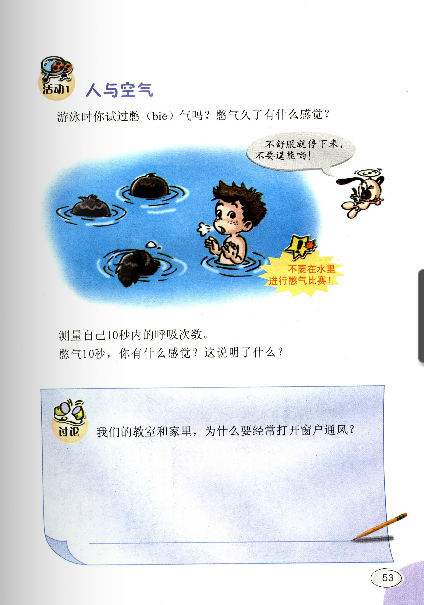 活动1
人与空气
游泳时你试过憋（bie）气吗？憋气久了有什么感觉？
不舒服就停下来，
不要逞能哟！
不要在水里
进行憋气比赛！
测量自己10秒内的呼吸次数。
憋气10秒，你有什么感觉？这说明了什么？
讨论
我们的教室和家里，为什么要经常打开窗户通风？
53